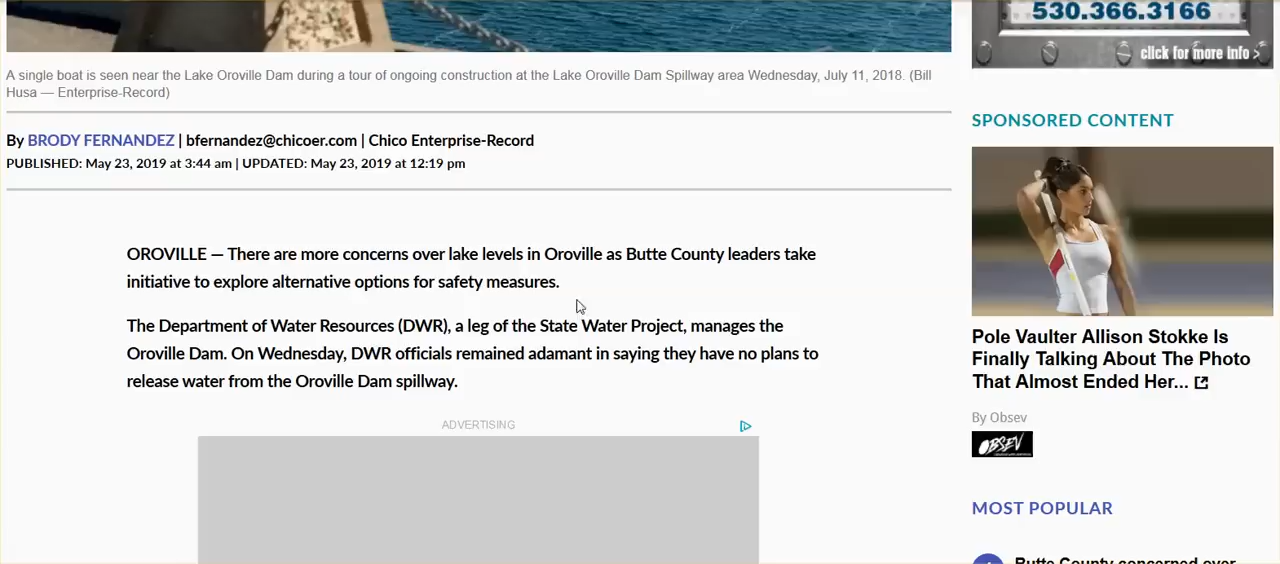 530.366.3166
click for more info >
A single boat is seen near the Lake Oroville Dam during a tour of ongoing construction at the Lake Oroville Dam Spillway area Wednesday, July 11, 2018. (Bill
Husa — Enterprise-Record)
By BRODY FERNANDEZ | bfernandez@chicoer.com | Chico Enterprise-Record
PUBLISHED: May 23, 2019 at 3:44 am | UPDATED: May 23, 2019 at 12:19 pm
OROVILLE — There are more concerns over lake levels in Oroville as Butte County leaders take
initiative to explore alternative options for safety measures.
The Department of Water Resources (DWR), a leg of the State Water Project, manages the
Oroville Dam. On Wednesday, DWR officials remained adamant in saying they have no plans to
release water from the Oroville Dam spillway.
ADVERTISING
SPONSORED CONTENT
Pole Vaulter Allison Stokke Is
Finally Talking About The Photo
That Almost Ended Her...
By Obsev
OBSEV
MOST POPULAR
Butte County concerned over